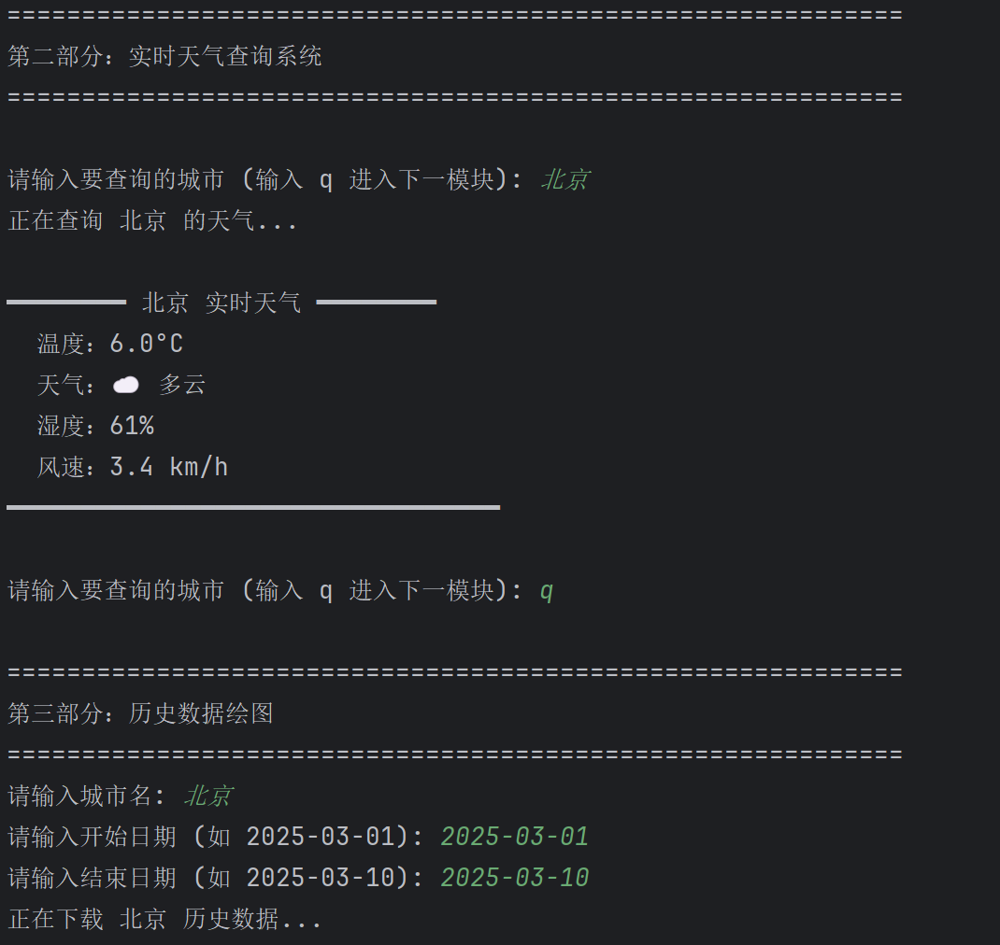 ============================================================
第二部分：实时天气查询系统
============================================================
请输入要查询的城市 (输入 q 进入下一模块): 北京
正在查询 北京 的天气...
━━━━━━━━ 北京 实时天气 ━━━━━━━━
温度：6.0°C
天气：☁️ 多云
湿度：61%
风速：3.4 km/h
━━━━━━━━━━━━━━━━━━━━━━━━━━━━━━━━━
请输入要查询的城市 (输入 q 进入下一模块): q
============================================================
第三部分：历史数据绘图
============================================================
请输入城市名: 北京
请输入开始日期 (如 2025-03-01): 2025-03-01
请输入结束日期 (如 2025-03-10): 2025-03-10
正在下载 北京 历史数据...